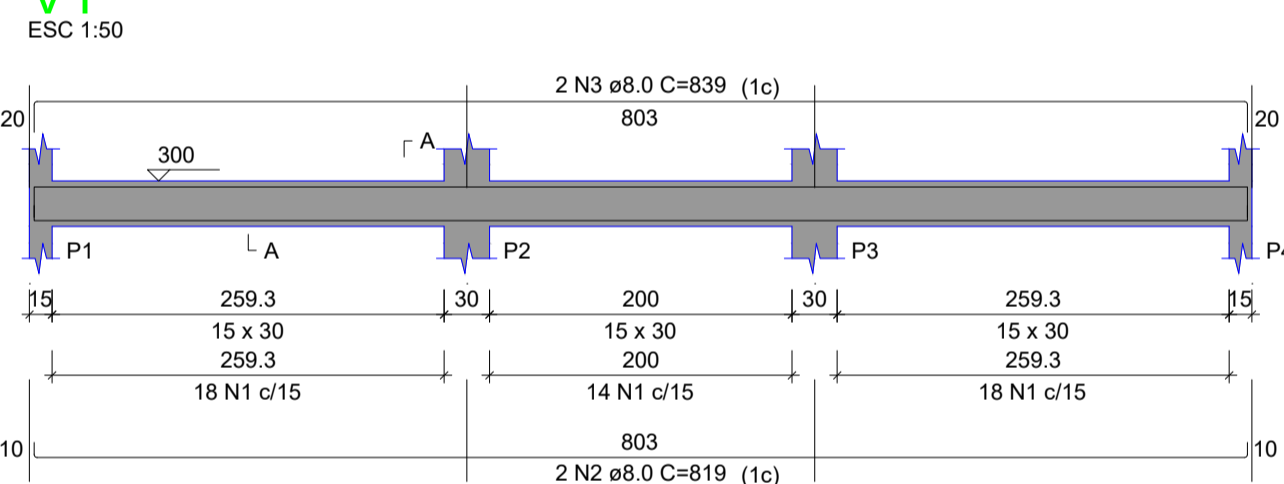 V 1
ESC 1:50
2 N3 ø8.0 C=839 (1c)
20 803 20
A
300
P1 A P2 P3 P4
15 259.3 30 200 30 259.3 15
15 x 30 15 x 30 15 x 30
259.3 200 259.3
18 N1 c/15 14 N1 c/15 18 N1 c/15
10 803 10
2 N2 ø8.0 C=819 (1c)